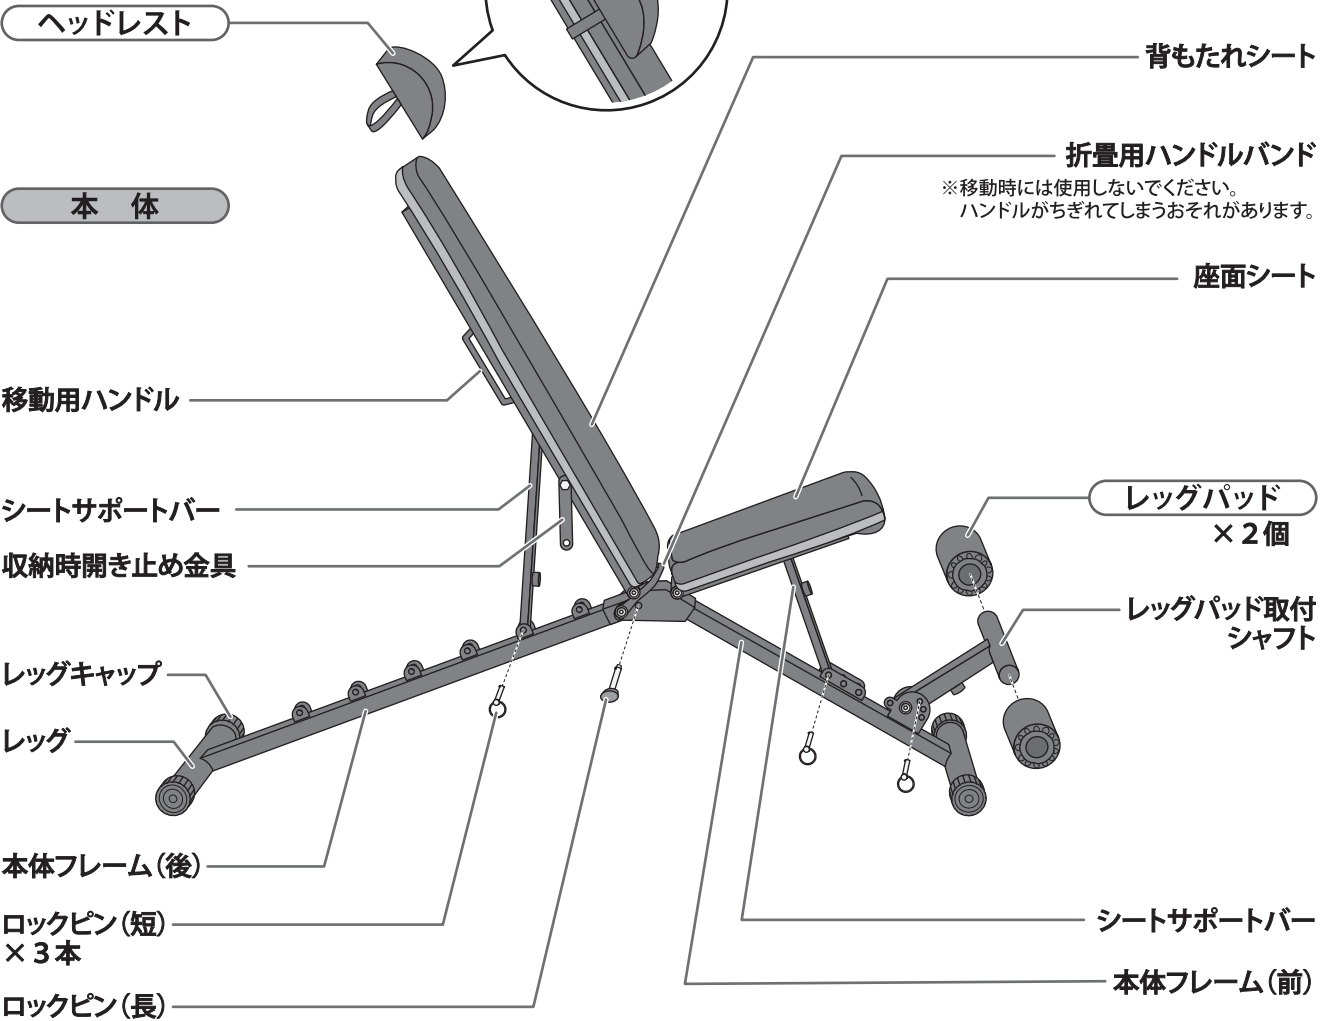 ヘッドレスト
背もたれシート
折畳用ハンドルバンド
※移動時には使用しないでください。
ハンドルがちぎれてしまうおそれがあります。
本 体
座面シート
移動用ハンドル
シートサポートバー
収納時開き止め金具
レッグパッド
×2個
レッグパッド取付
シャフト
レッグキャップ
レッグ
本体フレーム(後)
ロックピン(短)
×3本
ロックピン(長)
シートサポートバー
本体フレーム(前)